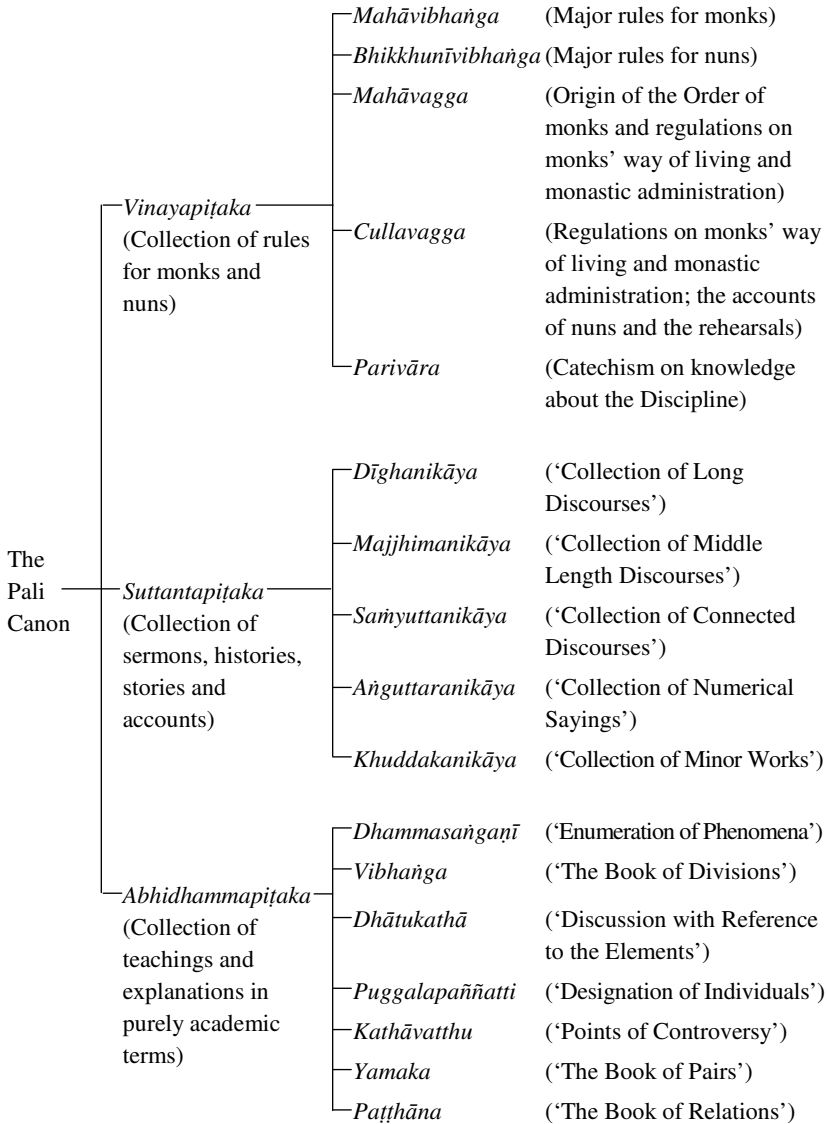 The
Pali
Canon
Vinayapiṭaka
(Collection of rules
for monks and
nuns)
Mahāvibhaṅga (Major rules for monks)
Bhikkhunīvibhaṅga (Major rules for nuns)
Mahāvagga (Origin of the Order of
monks and regulations on
monks’ way of living and
monastic administration)
Cullavagga (Regulations on monks’ way
of living and monastic
administration; the accounts
of nuns and the rehearsals)
Parivāra (Catechism on knowledge
about the Discipline)
Suttantapiṭaka
(Collection of
sermons, histories,
stories and
accounts)
Dīghanikāya (‘Collection of Long
Discourses’)
Majjhimanikāya (‘Collection of Middle
Length Discourses’)
Saṁyuttanikāya (‘Collection of Connected
Discourses’)
Aṅguttaranikāya (‘Collection of Numerical
Sayings’)
Khuddakanikāya (‘Collection of Minor Works’)
Abhidhammapiṭaka
(Collection of
teachings and
explanations in
purely academic
terms)
Dhammasaṅgaṇī (‘Enumeration of Phenomena’)
Vibhaṅga (‘The Book of Divisions’)
Dhātukathā (‘Discussion with Reference
to the Elements’)
Puggalapaññatti (‘Designation of Individuals’)
Kathāvatthu (‘Points of Controversy’)
Yamaka (‘The Book of Pairs’)
Paṭṭhāna (‘The Book of Relations’)